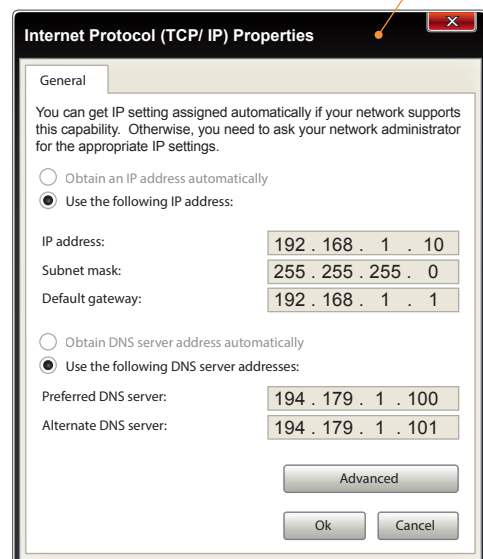 Internet Protocol (TCP/ IP) Properties
X
General
You can get IP setting assigned automatically if your network supports
this capability. Otherwise, you need to ask your network administrator
for the appropriate IP settings.
Obtain an IP address automatically
Use the following IP address:
IP address: 192 . 168 . 1 . 10
Subnet mask: 255 . 255 . 255 . 0
Default gateway: 192 . 168 . 1 . 1
Obtain DNS server address automatically
Use the following DNS server addresses:
Preferred DNS server: 194 . 179 . 1 . 100
Alternate DNS server: 194 . 179 . 1 . 101
Advanced
Ok Cancel